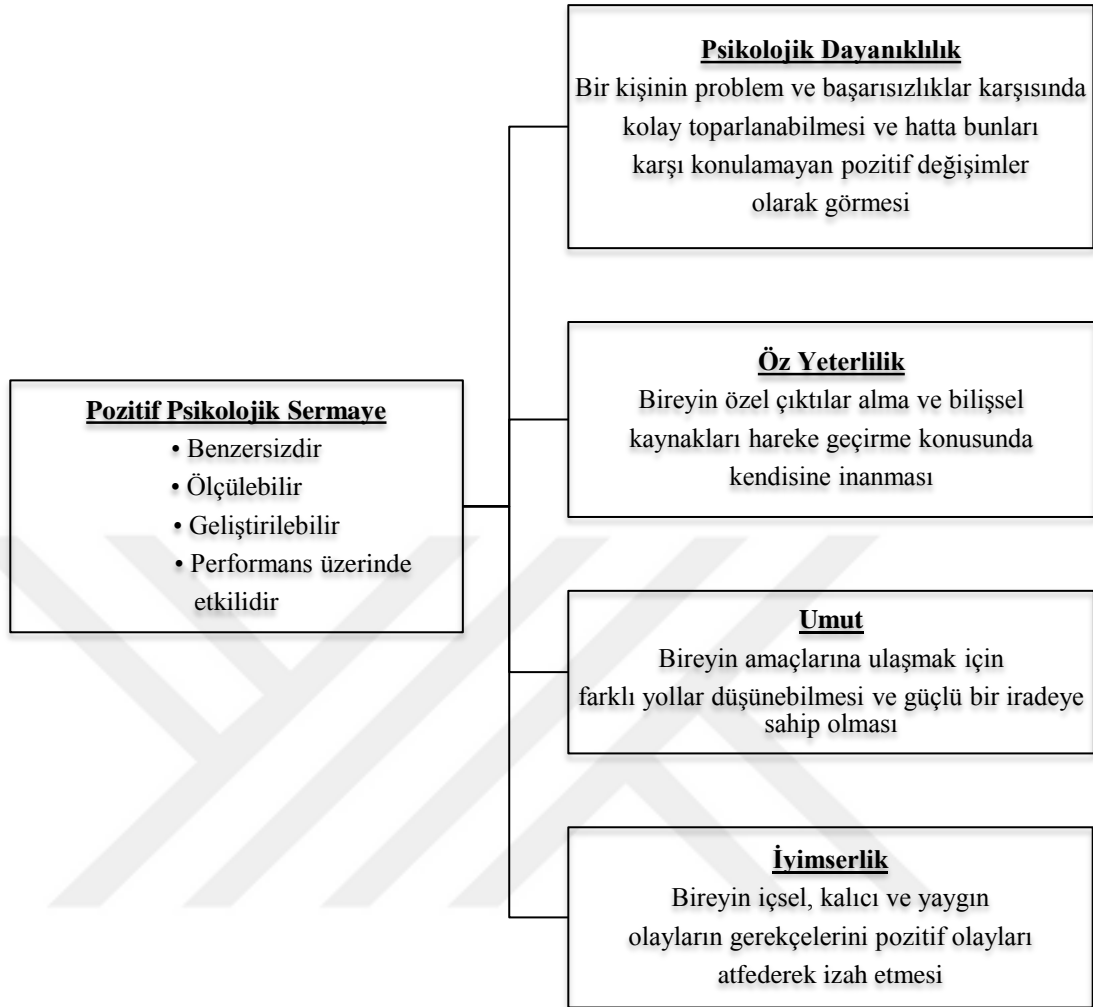 Psikolojik Dayanıklılık
Bir kişinin problem ve başarısızlıklar karşısında
kolay toparlanabilmesi ve hatta bunları
karşı konulamayan pozitif değişimler
olarak görmesi
Öz Yeterlilik
Bireyin özel çıktılar alma ve bilişsel
kaynakları hareke geçirme konusunda
kendisine inanması
Pozitif Psikolojik Sermaye
• Benzersizdir
• Ölçülebilir
• Geliştirilebilir
• Performans üzerinde
etkilidir
Umut
Bireyin amaçlarına ulaşmak için
farklı yollar düşünebilmesi ve güçlü bir iradeye
sahip olması
İyimserlik
Bireyin içsel, kalıcı ve yaygın
olayların gerekçelerini pozitif olayları
atfederek izah etmesi